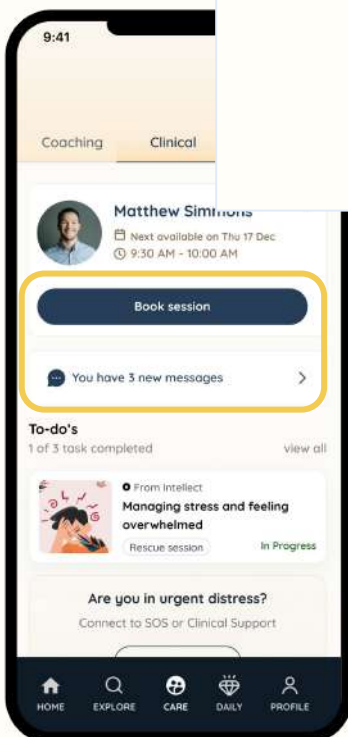 9:41
Coaching Clinical
Matthew Simmons
Next available on Thu 17 Dec
9:30 AM - 10:00 AM
Book session
You have 3 new messages
To-do's
1 of 3 task completed view all
From Intellect
Managing stress and feeling
overwhelmed
Rescue session In Progress
Are you in urgent distress?
Connect to SOS or Clinical Support
HOME EXPLORE CARE DAILY PROFILE